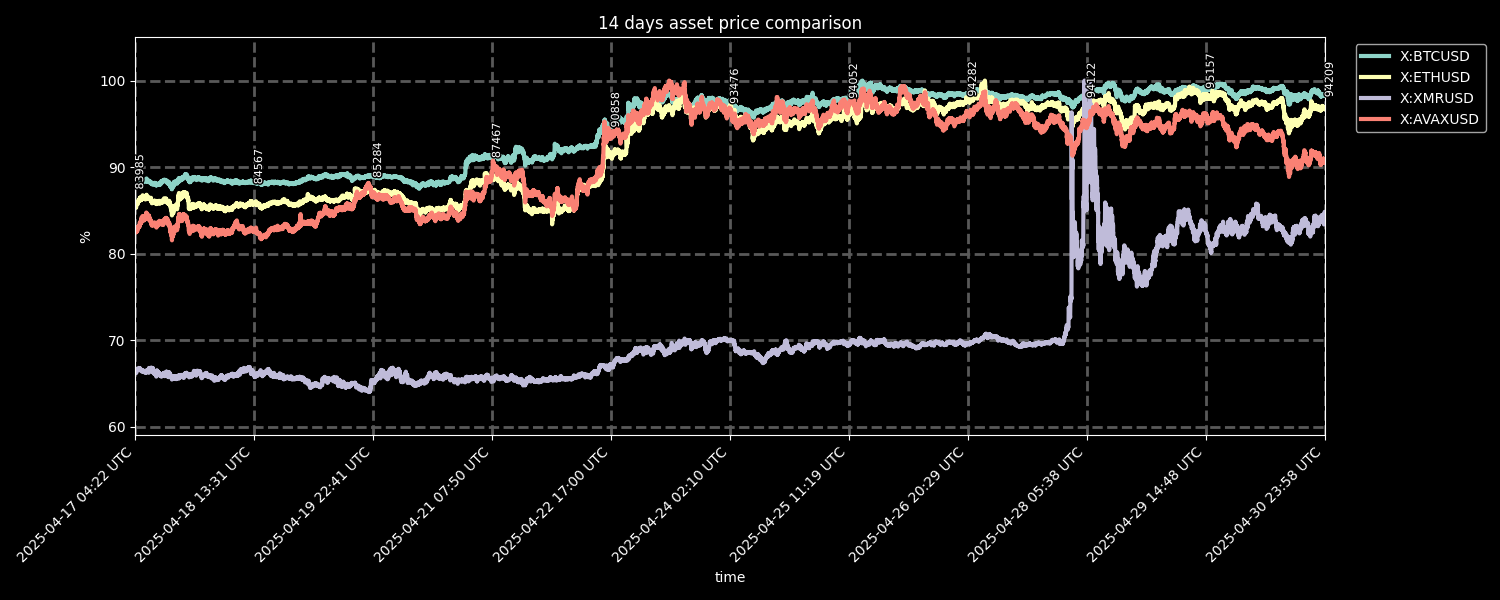 14 days asset price comparison
X:BTCUSD
X:ETHUSD
X:XMRUSD
X:AVAXUSD
100
90
80
70
60
%
83985
84567
85284
87467
90858
93476
94052
94282
94122
95157
94209
2025-04-17 04:22 UTC
2025-04-18 13:31 UTC
2025-04-19 22:41 UTC
2025-04-21 07:50 UTC
2025-04-22 17:00 UTC
2025-04-24 02:10 UTC
2025-04-25 11:19 UTC
2025-04-26 20:29 UTC
2025-04-28 05:38 UTC
2025-04-29 14:48 UTC
2025-04-30 23:58 UTC
time